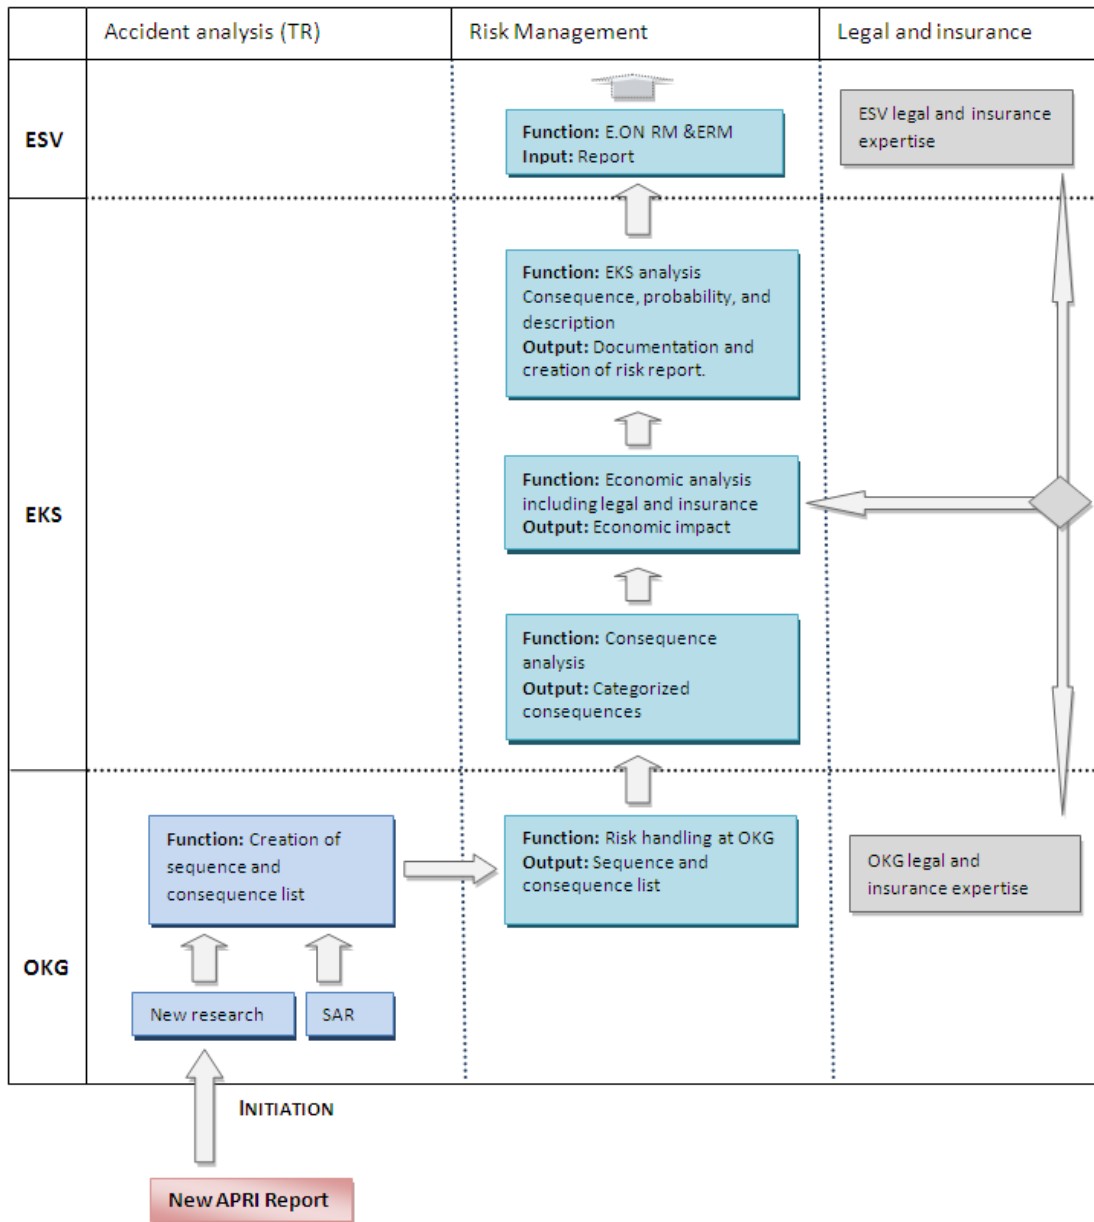 Accident analysis (TR)
Risk Management
Legal and insurance
ESV
Function: E.ON RM &ERM
Input: Report
ESV legal and insurance
expertise
EKS
Function: EKS analysis
Consequence, probability, and
description
Output: Documentation and
creation of risk report.
Function: Economic analysis
including legal and insurance
Output: Economic impact
Function: Consequence
analysis
Output: Categorized
consequences
OKG
Function: Creation of
sequence and
consequence list
Function: Risk handling at OKG
Output: Sequence and
consequence list
OKG legal and
insurance expertise
New research
SAR
INITIATION
New APRI Report